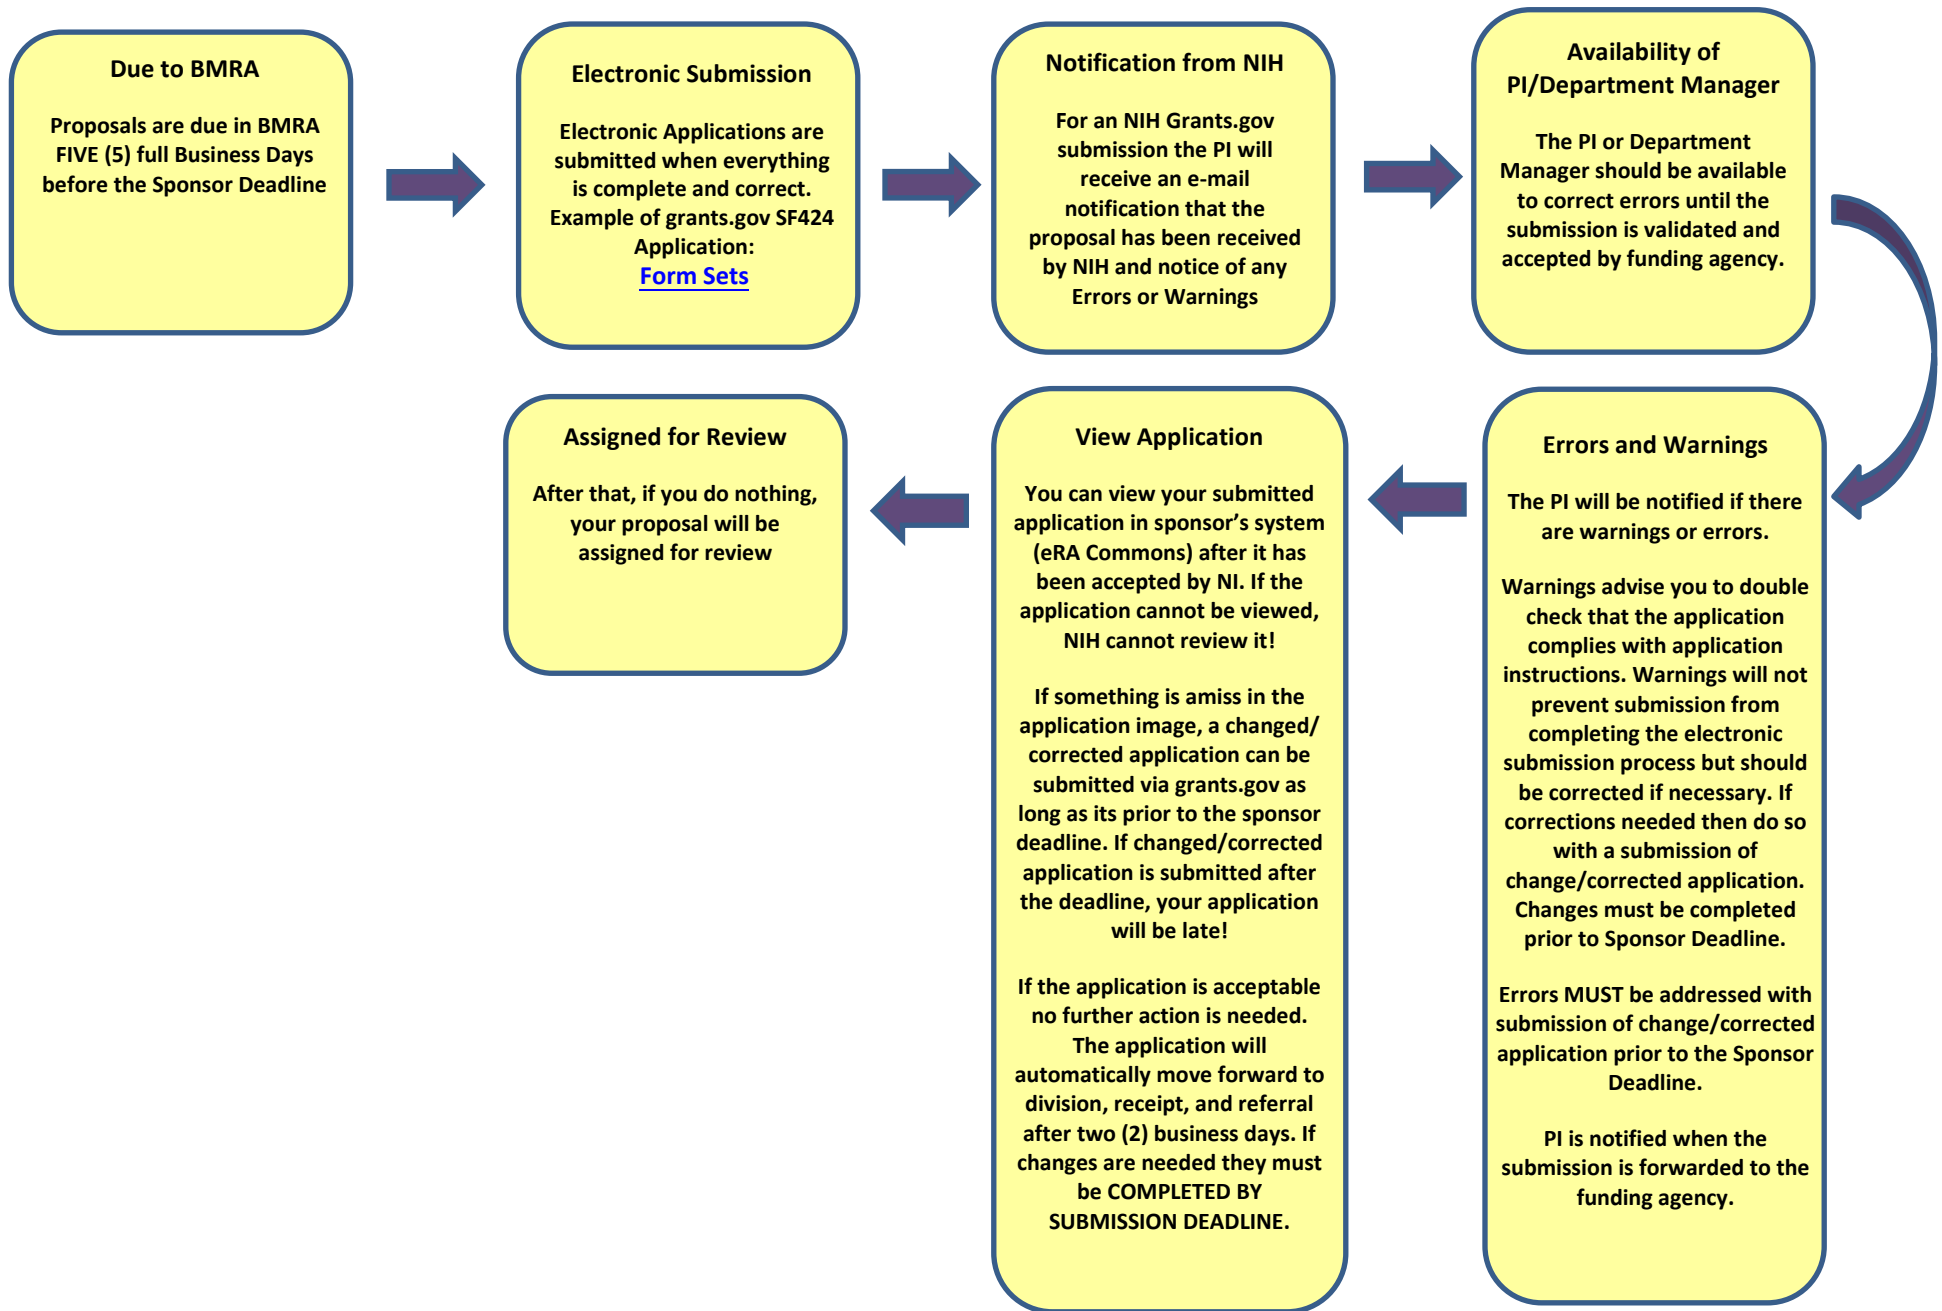 Due to BMRA
Proposals are due in BMRA
FIVE (5) full Business Days
before the Sponsor Deadline
Electronic Submission
Electronic Applications are
submitted when everything
is complete and correct.
Example of grants.gov SF424
Application:
Form Sets
Notification from NIH
For an NIH Grants.gov
submission the PI will
receive an e-mail
notification that the
proposal has been received
by NIH and notice of any
Errors or Warnings
Availability of
PI/Department Manager
The PI or Department
Manager should be available
to correct errors until the
submission is validated and
accepted by funding agency.
Errors and Warnings
The PI will be notified if there
are warnings or errors.
Warnings advise you to double
check that the application
complies with application
instructions. Warnings will not
prevent submission from
completing the electronic
submission process but should
be corrected if necessary. If
corrections needed then do so
with a submission of
change/corrected application.
Changes must be completed
prior to Sponsor Deadline.
Errors MUST be addressed with
submission of change/corrected
application prior to the Sponsor
Deadline.
PI is notified when the
submission is forwarded to the
funding agency.
View Application
You can view your submitted
application in sponsor’s system
(eRA Commons) after it has
been accepted by NI. If the
application cannot be viewed,
NIH cannot review it!
If something is amiss in the
application image, a changed/
corrected application can be
submitted via grants.gov as
long as its prior to the sponsor
deadline. If changed/corrected
application is submitted after
the deadline, your application
will be late!
If the application is acceptable
no further action is needed.
The application will
automatically move forward to
division, receipt, and referral
after two (2) business days. If
changes are needed they must
be COMPLETED BY
SUBMISSION DEADLINE.
Assigned for Review
After that, if you do nothing,
your proposal will be
assigned for review